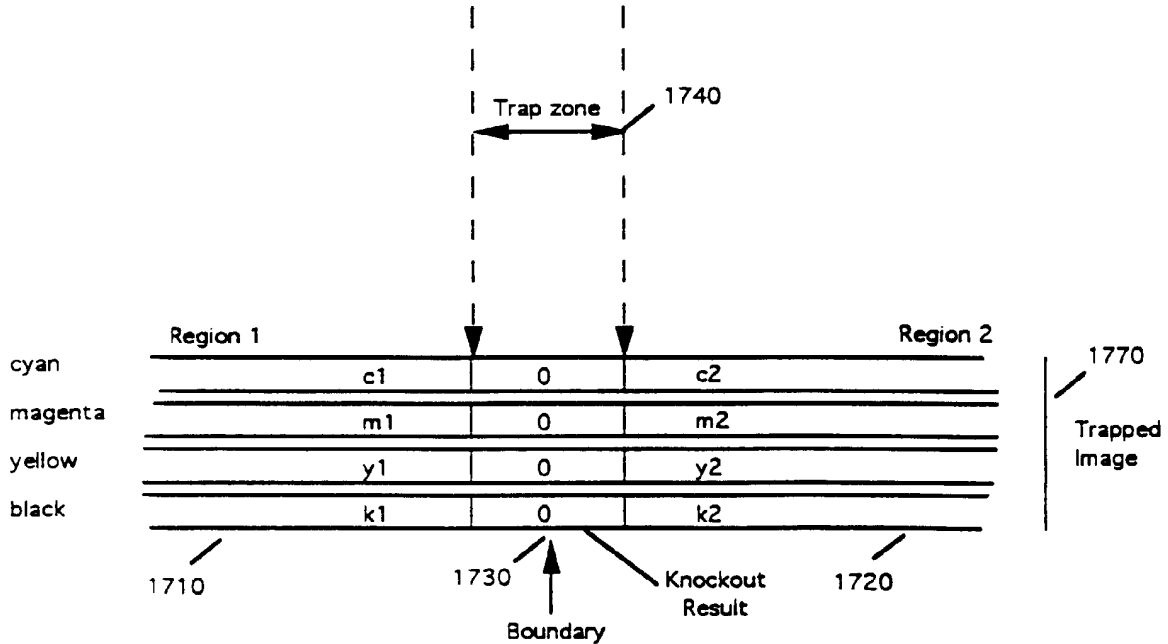 1740
Trap zone
Region 1
Region 2
1770
cyan c1 0 c2
magenta m1 0 m2
yellow y1 0 y2
black k1 0 k2
Trapped
Image
1710
1730
Knockout
Result
1720
Boundary